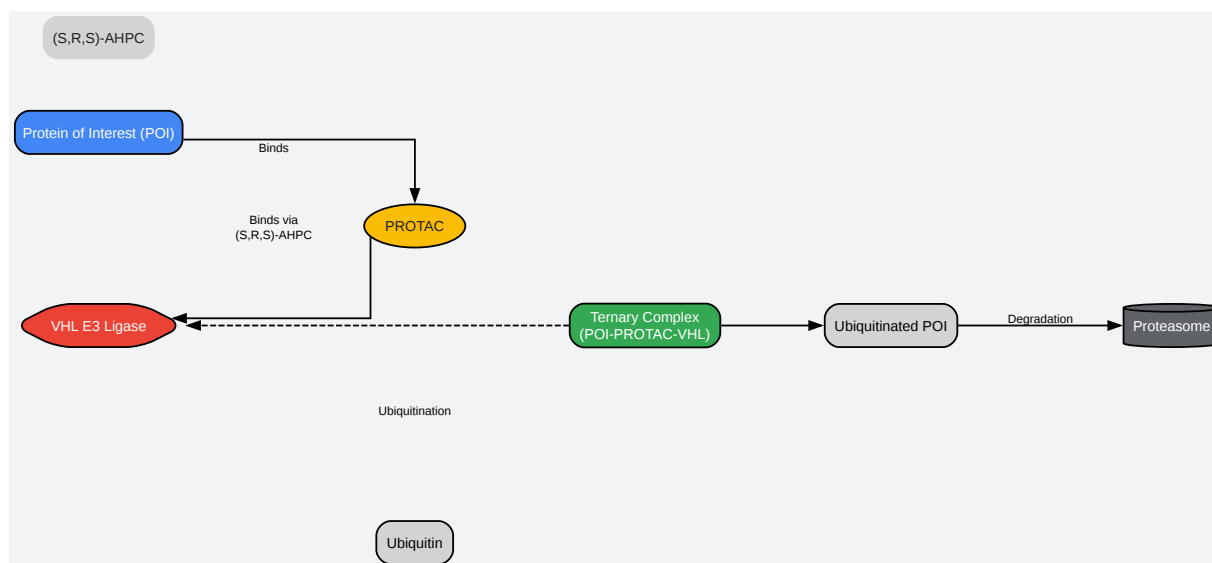 (S,R,S)-AHPC
Protein of Interest (POI)
Binds
PROTAC
Binds via
(S,R,S)-AHPC
VHL E3 Ligase
Ternary Complex
(POI-PROTAC-VHL)
Ubiquitinated POI
Degradation
Proteasome
Ubiquitination
Ubiquitin